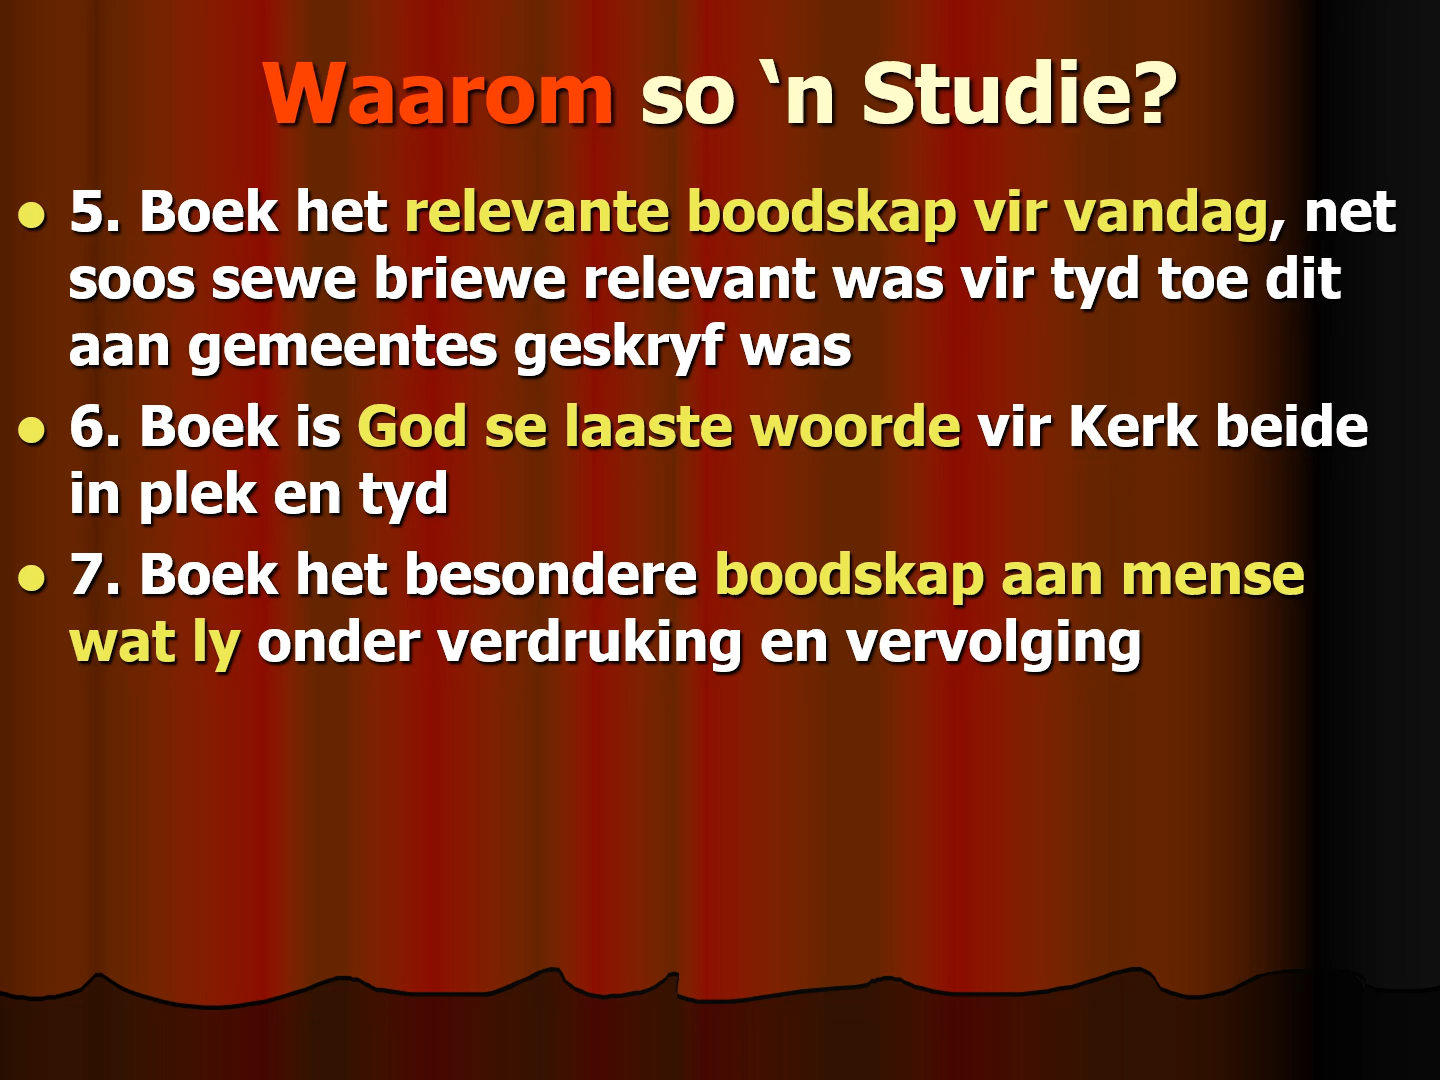 Waarom so ‘n Studie?
5. Boek het relevante boodskap vir vandag, net
soos sewe briewe relevant was vir tyd toe dit
aan gemeentes geskryf was
6. Boek is God se laaste woorde vir Kerk beide
in plek en tyd
7. Boek het besondere boodskap aan mense
wat ly onder verdruking en vervolging